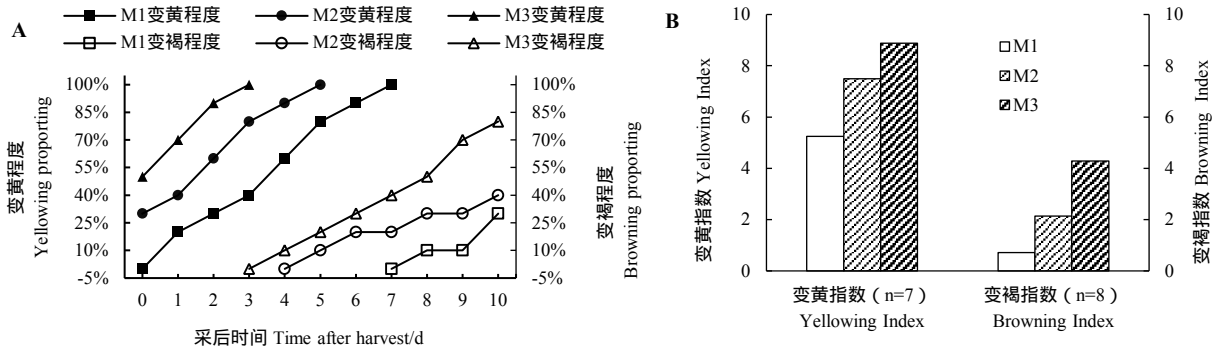 A
M1变黄程度 M2变黄程度 M3变黄程度
M1变褐程度 M2变褐程度 M3变褐程度
变黄程度
Yellowing proporting
100%
85%
70%
55%
40%
25%
10%
-5%
100%
85%
70%
55%
40%
25%
10%
-5%
变褐程度
Browning proporting
0 1 2 3 4 5 6 7 8 9 10
采后时间 Time after harvest/d
B
变黄指数 Yellowing Index
10
8
6
4
2
0
M1
M2
M3
10
8
6
4
2
0
变褐指数 Browning Index
变黄指数（n=7） 变褐指数（n=8）
Yellowing Index Browning Index